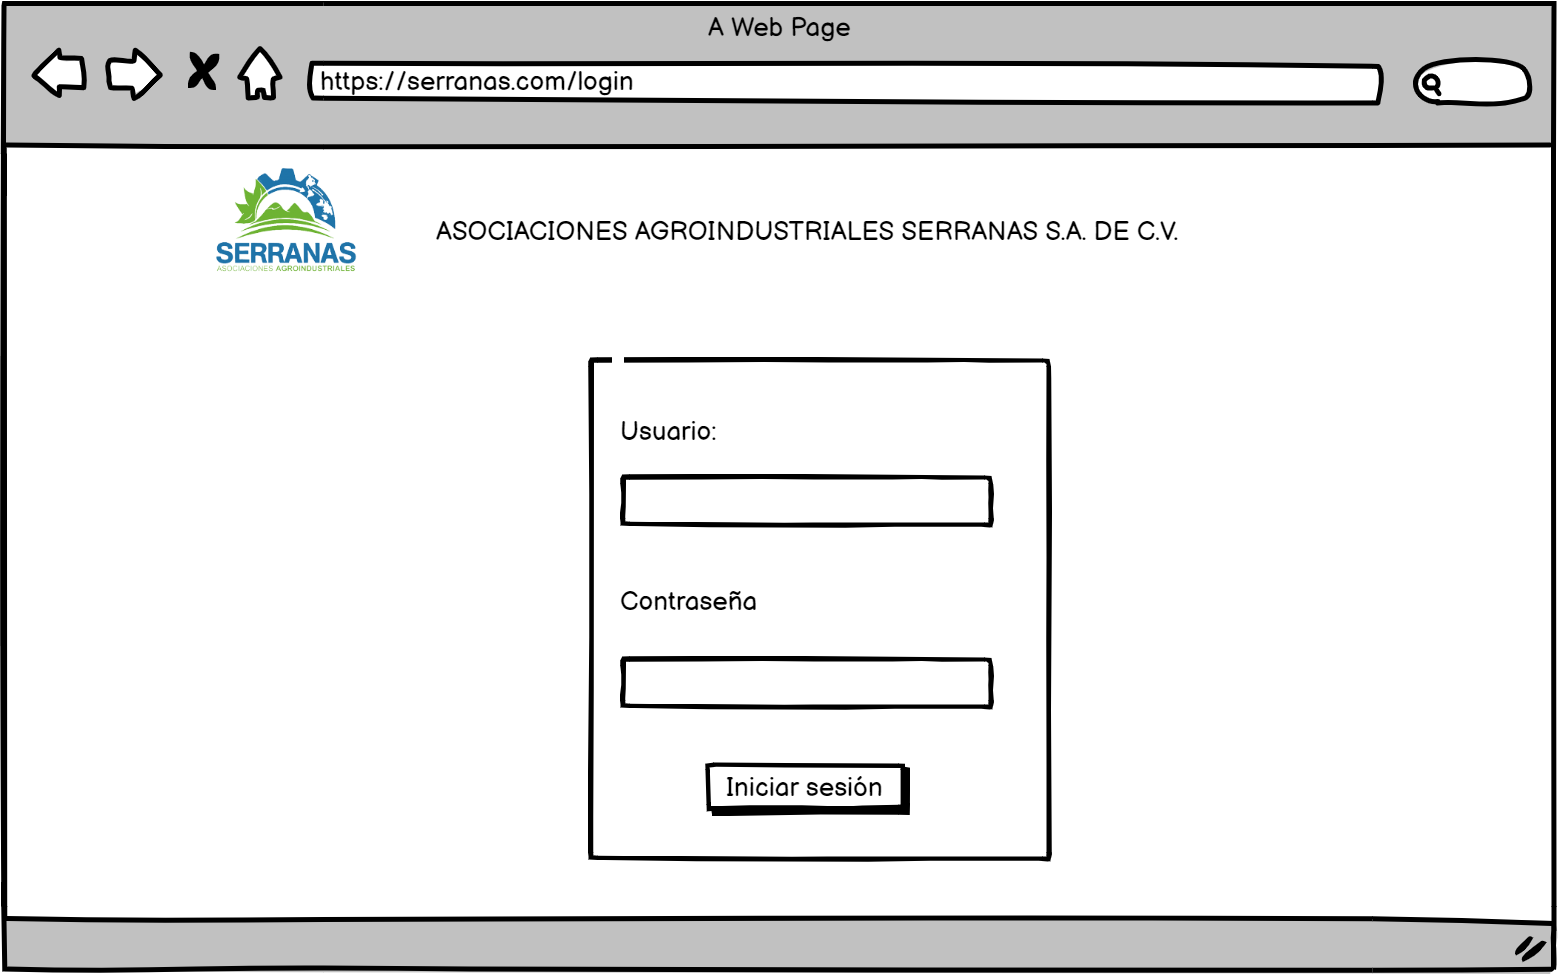 A Web Page
https://serranas.com/login
SERRANAS
ASOCIACIONES AGROINDUSTRIALES
ASOCIACIONES AGROINDUSTRIALES SERRANAS S.A. DE C.V.
Usuario:
Contraseña
Iniciar sesión